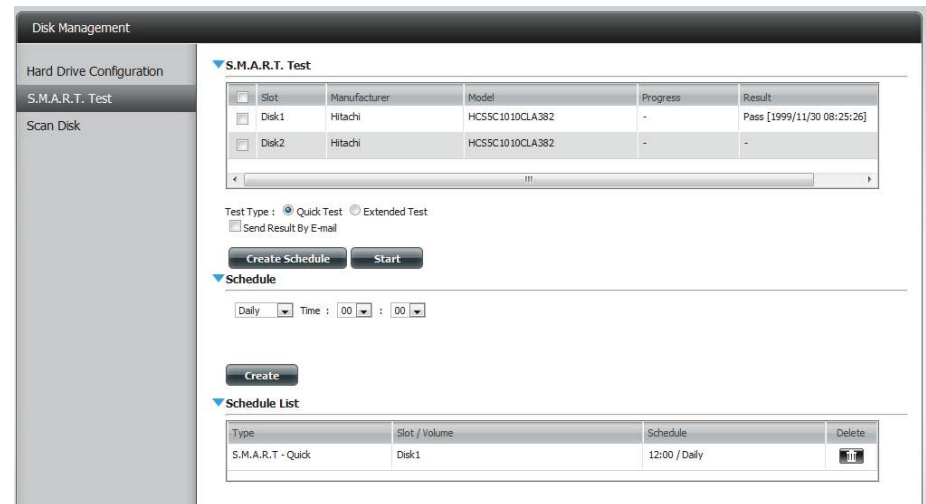 Disk Management
Hard Drive Configuration
S.M.A.R.T. Test
Scan Disk
S.M.A.R.T. Test
Slot Manufacturer Model Progress Result
Disk1 Hitachi HCS5C1010CLA382 - Pass [1999/11/30 08:25:26]
Disk2 Hitachi HCS5C1010CLA382 - -
Test Type : Quick Test Extended Test
Send Result By E-mail
Create Schedule Start
Schedule
Daily Time : 00 : 00
Create
Schedule List
Type Slot / Volume Schedule Delete
S.M.A.R.T - Quick Disk1 12:00 / Daily